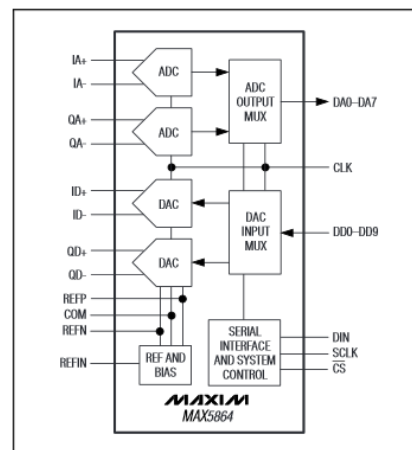 IA+
IA-
ADC
ADC
OUTPUT
MUX
DA0–DA7
QA+
QA-
ADC
CLK
ID+
ID-
DAC
DAC
INPUT
MUX
DD0–DD9
QD+
QD-
DAC
REFP
COM
REFN
REFIN
REF AND
BIAS
SERIAL
INTERFACE
AND SYSTEM
CONTROL
DIN
SCLK
CS
MAXIM
MAX5864